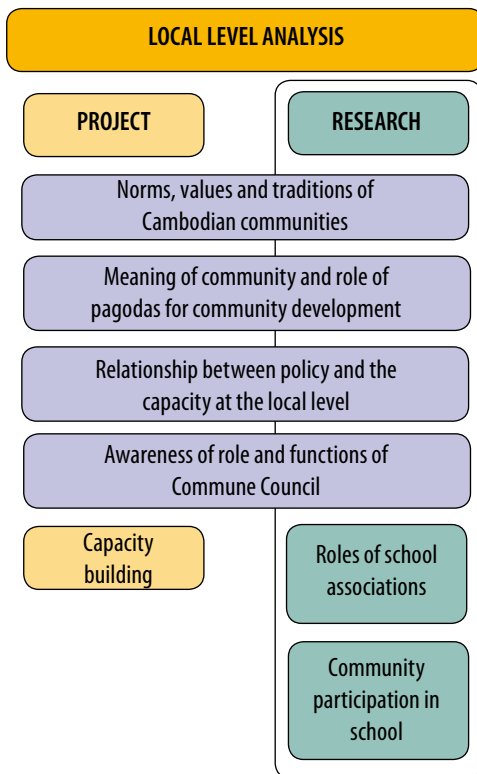 LOCAL LEVEL ANALYSIS
PROJECT
RESEARCH
Norms, values and traditions of
Cambodian communities
Meaning of community and role of
pagodas for community development
Relationship between policy and the
capacity at the local level
Awareness of role and functions of
Commune Council
Capacity
building
Roles of school
associations
Community
participation in
school